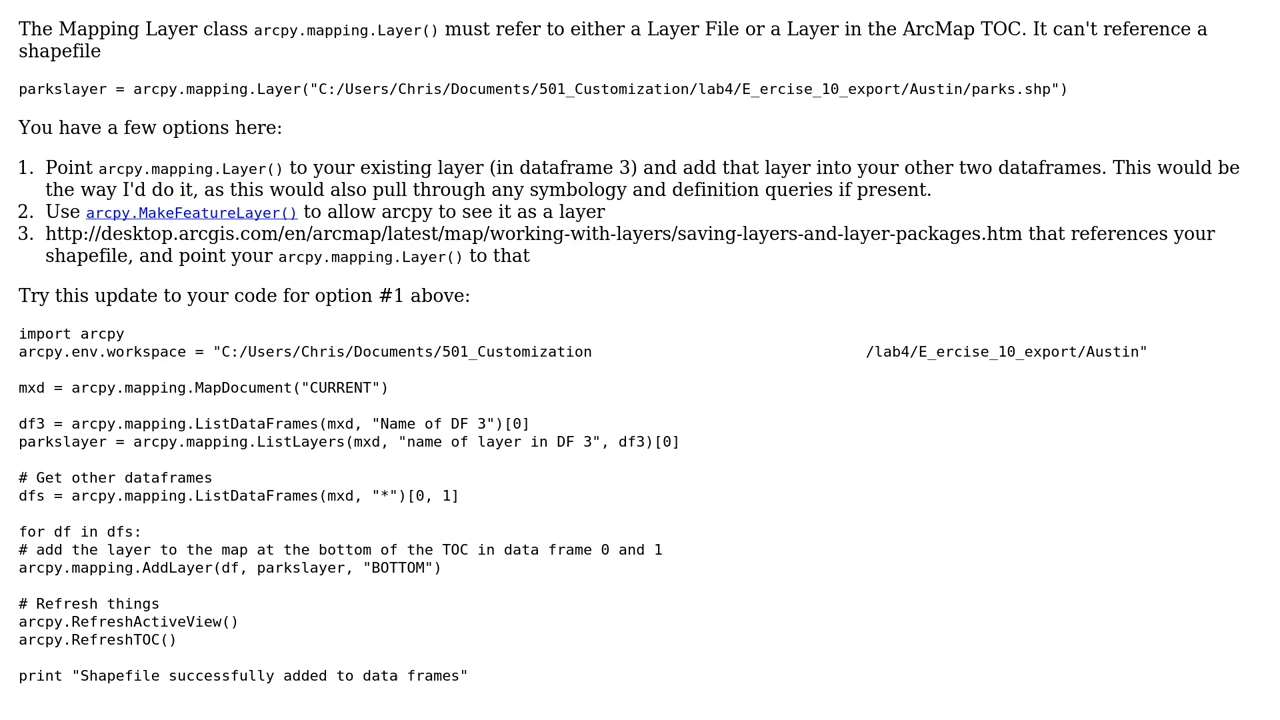 The Mapping Layer class arcpy.mapping.Layer() must refer to either a Layer File or a Layer in the ArcMap TOC. It can't reference a
shapefile
parkslayer = arcpy.mapping.Layer("C:/Users/Chris/Documents/501_Customization/lab4/E_ercise_10_export/Austin/parks.shp")
You have a few options here:
1. Point arcpy.mapping.Layer() to your existing layer (in dataframe 3) and add that layer into your other two dataframes. This would be
the way I'd do it, as this would also pull through any symbology and definition queries if present.
2. Use arcpy.MakeFeatureLayer() to allow arcpy to see it as a layer
3. http://desktop.arcgis.com/en/arcmap/latest/map/working-with-layers/saving-layers-and-layer-packages.htm that references your
shapefile, and point your arcpy.mapping.Layer() to that
Try this update to your code for option #1 above:
import arcpy
arcpy.env.workspace = "C:/Users/Chris/Documents/501_Customization                               /lab4/E_ercise_10_export/Austin"
mxd = arcpy.mapping.MapDocument("CURRENT")
df3 = arcpy.mapping.ListDataFrames(mxd, "Name of DF 3")[0]
parkslayer = arcpy.mapping.ListLayers(mxd, "name of layer in DF 3", df3)[0]
# Get other dataframes
dfs = arcpy.mapping.ListDataFrames(mxd, "*")[0, 1]
for df in dfs:
# add the layer to the map at the bottom of the TOC in data frame 0 and 1
arcpy.mapping.AddLayer(df, parkslayer, "BOTTOM")
# Refresh things
arcpy.RefreshActiveView()
arcpy.RefreshTOC()
print "Shapefile successfully added to data frames"